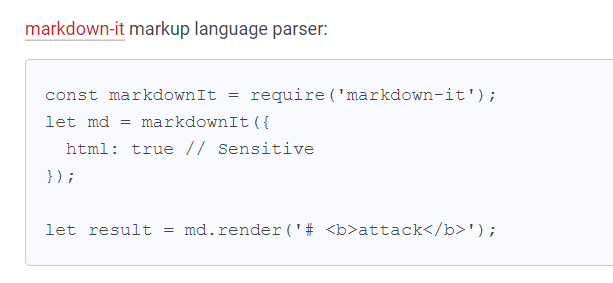 markdown-it markup language parser:
const markdownIt = require('markdown-it');
let md = markdownIt({
  html: true // Sensitive
});
let result = md.render('# <b>attack</b>');